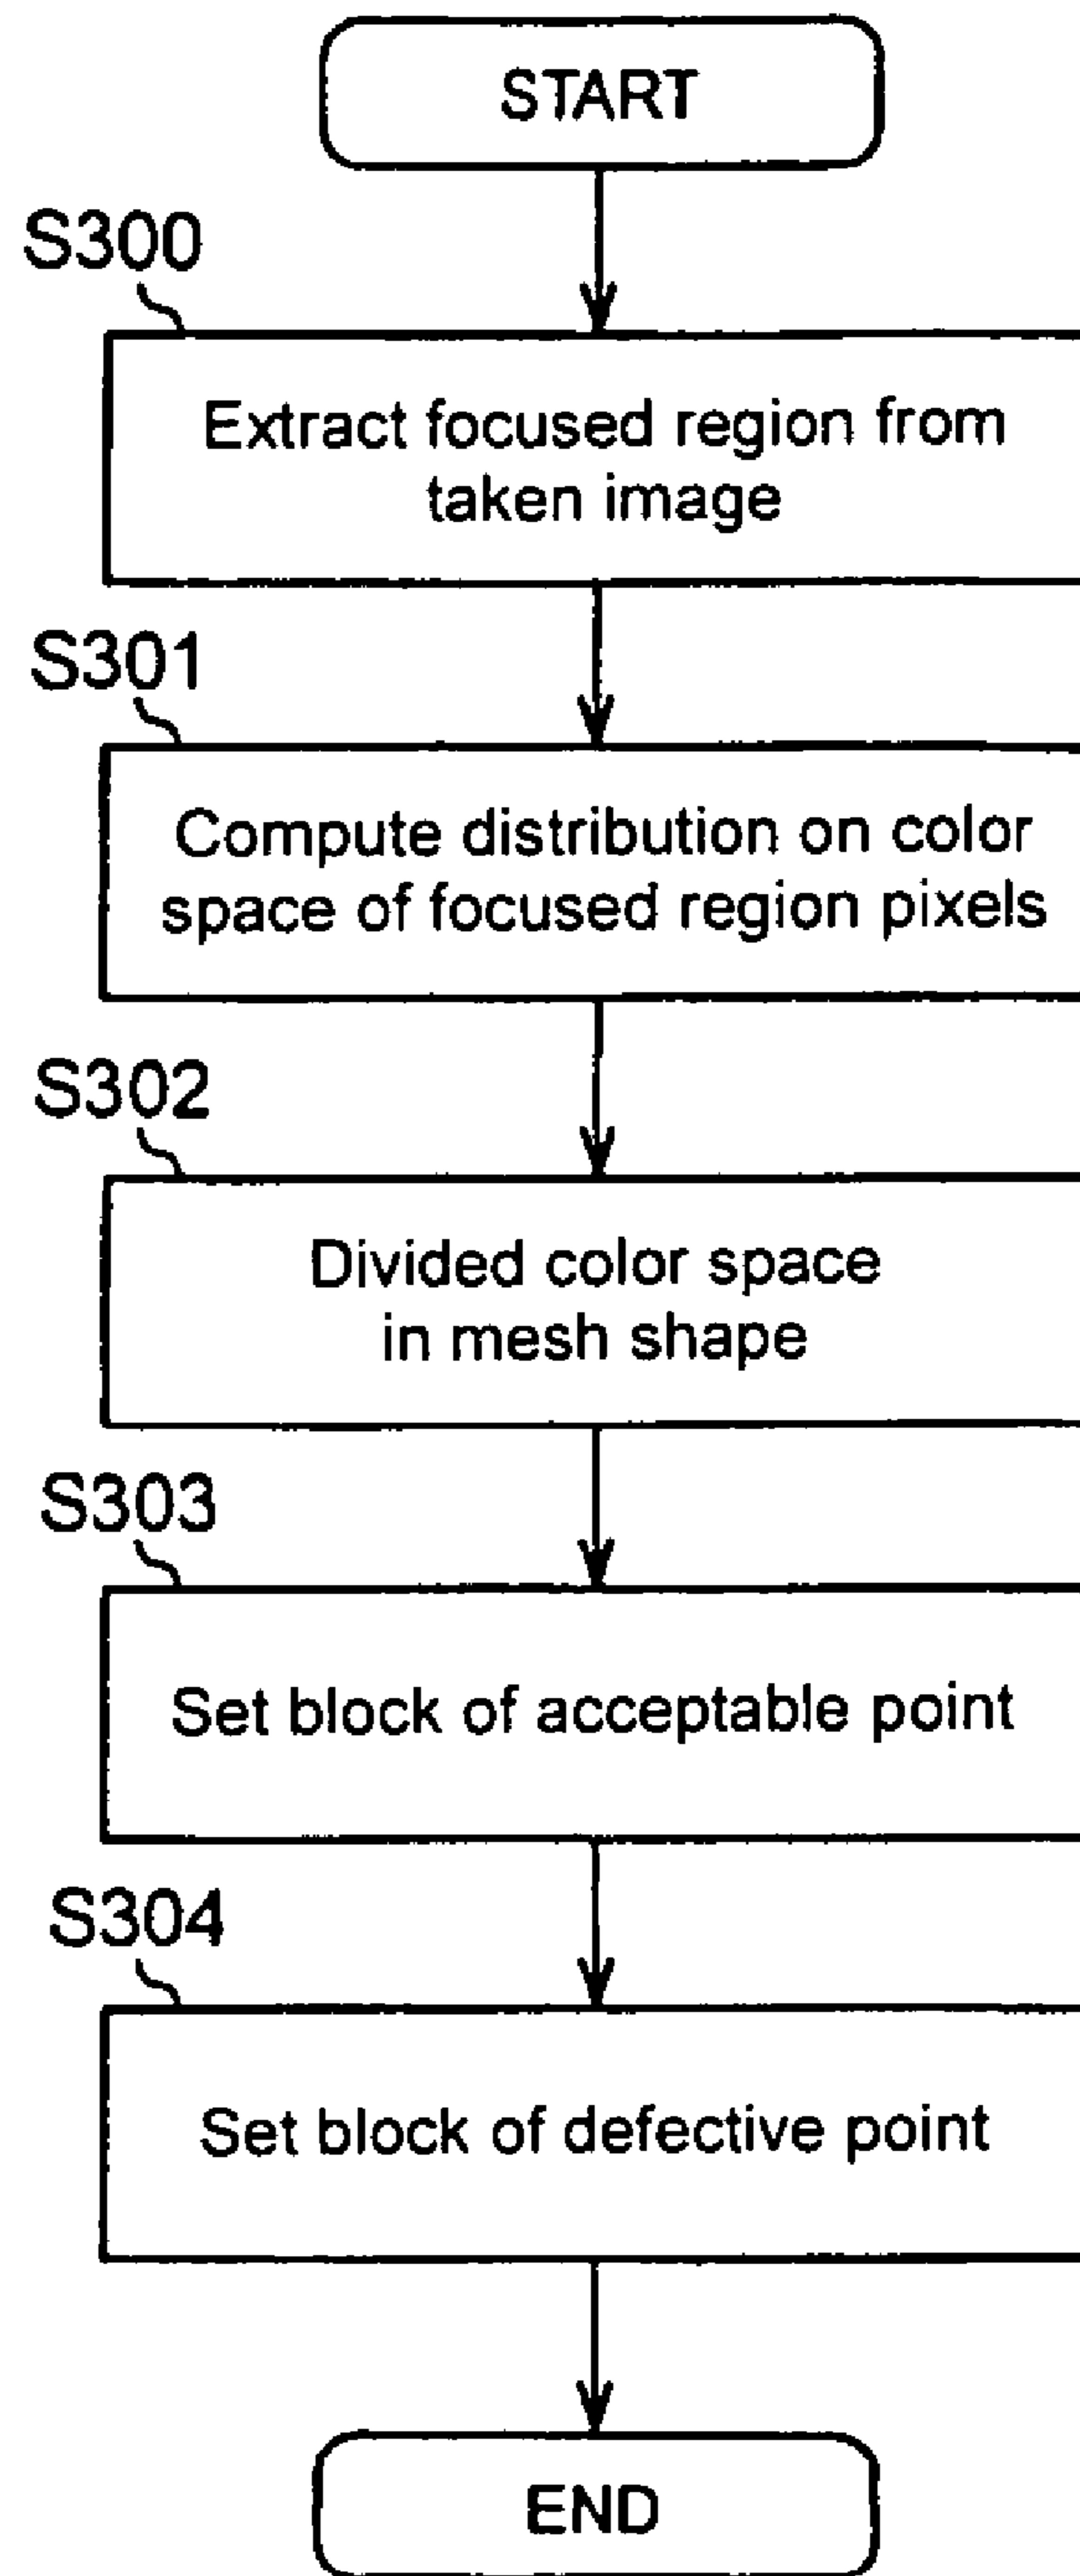 START
S300
Extract focused region from
taken image
S301
Compute distribution on color
space of focused region pixels
S302
Divided color space
in mesh shape
S303
Set block of acceptable point
S304
Set block of defective point
END